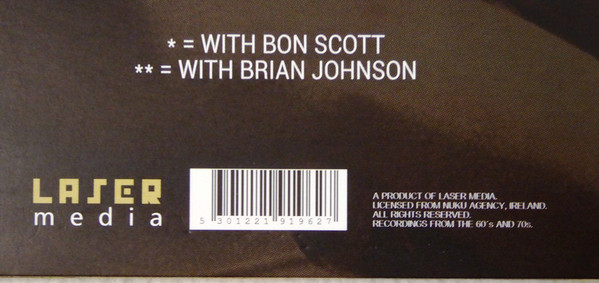 * = WITH BON SCOTT
** = WITH BRIAN JOHNSON
LASER
media
5 301221 919627
A PRODUCT OF LASER MEDIA.
LICENSED FROM NUKU AGENCY, IRELAND.
ALL RIGHTS RESERVED.
RECORDINGS FROM THE 60's AND 70s.